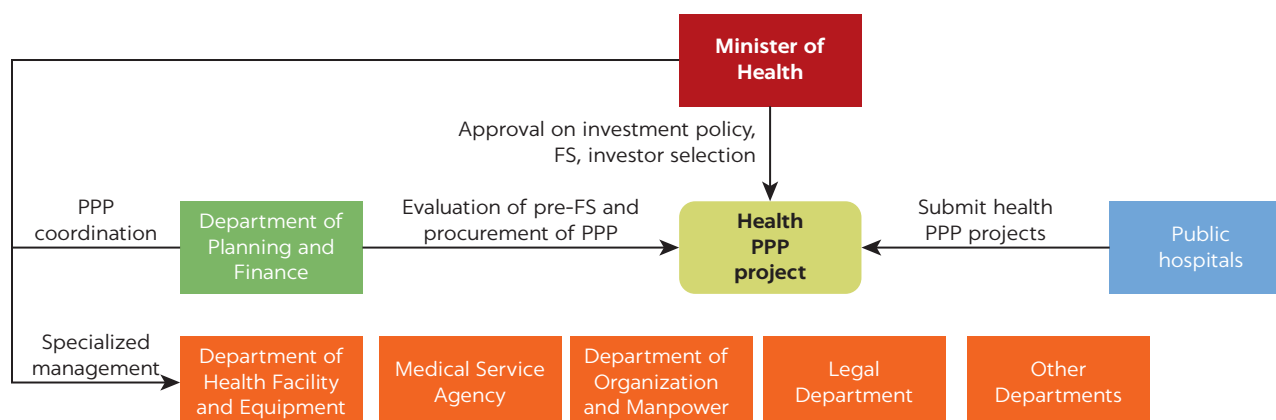 Minister of
Health
Approval on investment policy,
FS, investor selection
PPP
coordination
Department of
Planning and
Finance
Evaluation of pre-FS and
procurement of PPP
Health
PPP
project
Submit health
PPP projects
Public
hospitals
Specialized
management
Department of
Health Facility
and Equipment
Medical Service
Agency
Department of
Organization
and Manpower
Legal
Department
Other
Departments